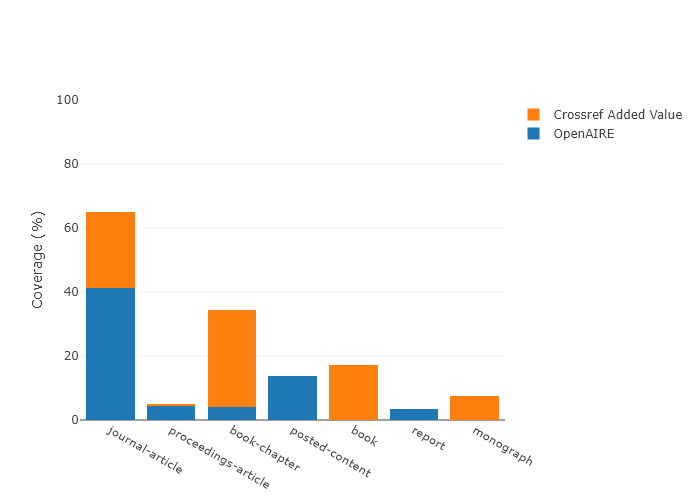 100
80
60
40
20
0
Coverage (%)
Crossref Added Value
OpenAIRE
journal-article
proceedings-article
book-chapter
posted-content
book
report
monograph